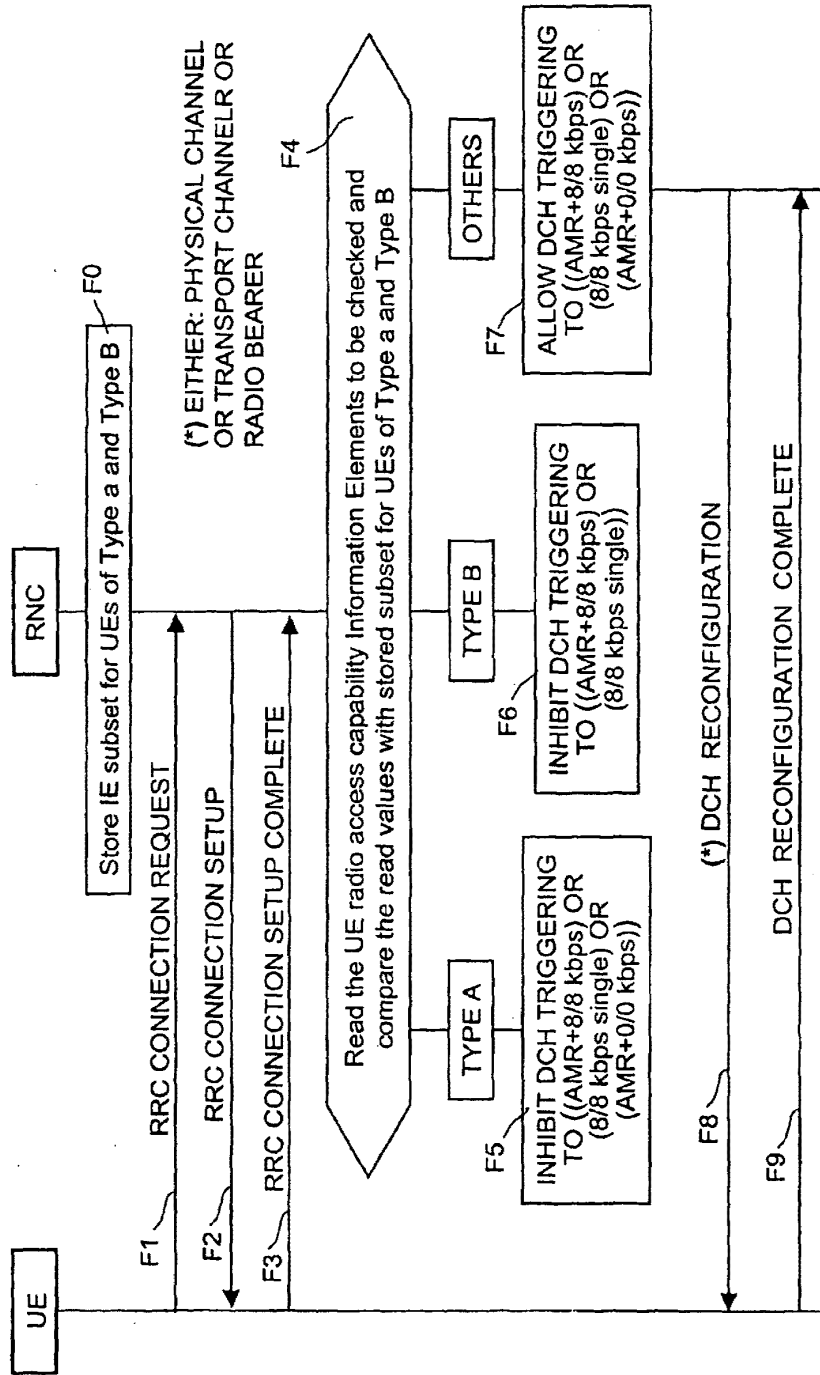 UE
RNC
Store IE subset for UEs of Type a and Type B
F0
F1
RRC CONNECTION REQUEST
F2
RRC CONNECTION SETUP
F3
RRC CONNECTION SETUP COMPLETE
(*) EITHER: PHYSICAL CHANNEL
OR TRANSPORT CHANNELR OR
RADIO BEARER
F4
Read the UE radio access capability Information Elements to be checked and
compare the read values with stored subset for UEs of Type a and Type B
TYPE A
TYPE B
OTHERS
F5
INHIBIT DCH TRIGGERING
TO ((AMR+8/8 kbps) OR
(8/8 kbps single) OR
(AMR+0/0 kbps))
F6
INHIBIT DCH TRIGGERING
TO ((AMR+8/8 kbps) OR
(8/8 kbps single))
F7
ALLOW DCH TRIGGERING
TO ((AMR+8/8 kbps) OR
(8/8 kbps single) OR
(AMR+0/0 kbps))
F8
(*) DCH RECONFIGURATION
F9
DCH RECONFIGURATION COMPLETE